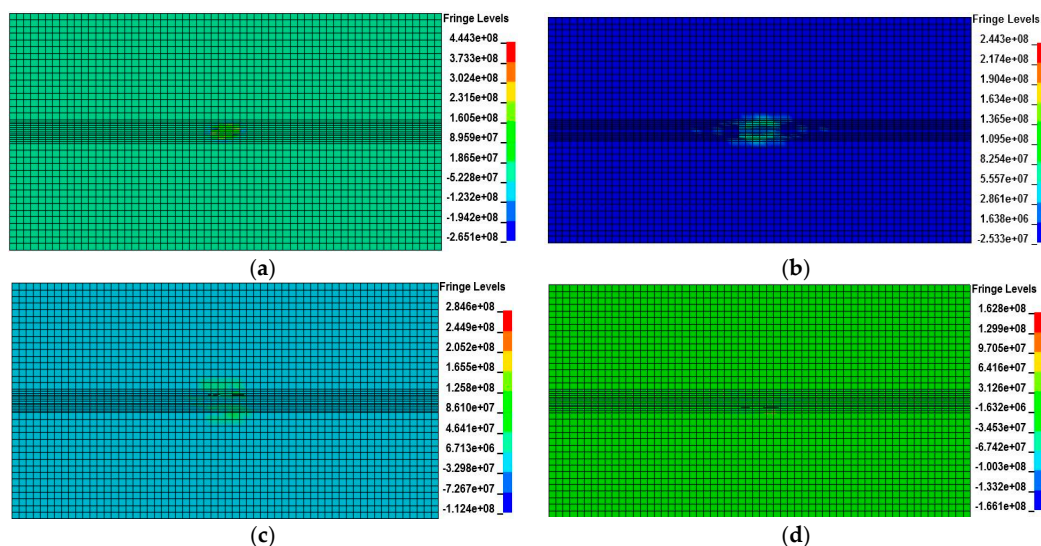 Fringe Levels
4.443e+08
3.733e+08
3.024e+08
2.315e+08
1.605e+08
8.959e+07
1.865e+07
-5.228e+07
-1.232e+08
-1.942e+08
-2.651e+08
(a)
Fringe Levels
2.443e+08
2.174e+08
1.904e+08
1.634e+08
1.365e+08
1.095e+08
8.254e+07
5.557e+07
2.861e+07
1.638e+06
-2.533e+07
(b)
Fringe Levels
2.846e+08
2.449e+08
2.052e+08
1.655e+08
1.258e+08
8.610e+07
4.641e+07
6.713e+06
-3.298e+07
-7.267e+07
-1.124e+08
(c)
Fringe Levels
1.628e+08
1.299e+08
9.705e+07
6.416e+07
3.126e+07
-1.632e+06
-3.453e+07
-6.742e+07
-1.003e+08
-1.332e+08
-1.661e+08
(d)